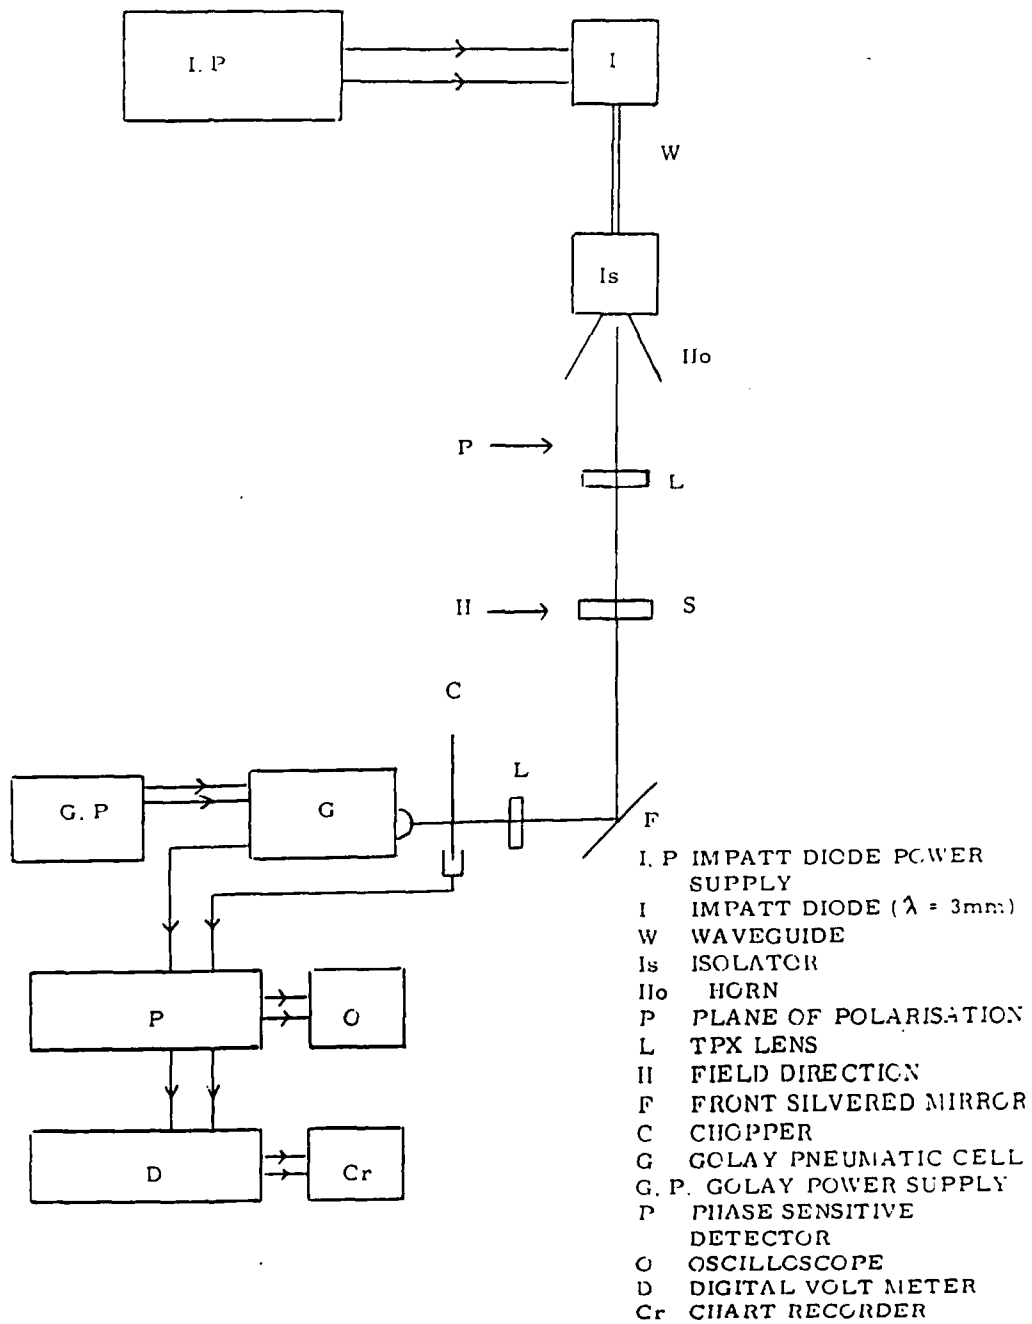 I. P
I
W
Is
Ho
P
L
H
S
C
L
G. P
G
F
P
O
D
Cr
I. P IMPATT DIODE POWER
SUPPLY
I IMPATT DIODE (λ = 3mm)
W WAVEGUIDE
Is ISOLATOR
Ho HORN
P PLANE OF POLARISATION
L TPX LENS
H FIELD DIRECTION
F FRONT SILVERED MIRROR
C CHOPPER
G GOLAY PNEUMATIC CELL
G. P. GOLAY POWER SUPPLY
P PHASE SENSITIVE
DETECTOR
O OSCILLOSCOPE
D DIGITAL VOLT METER
Cr CHART RECORDER